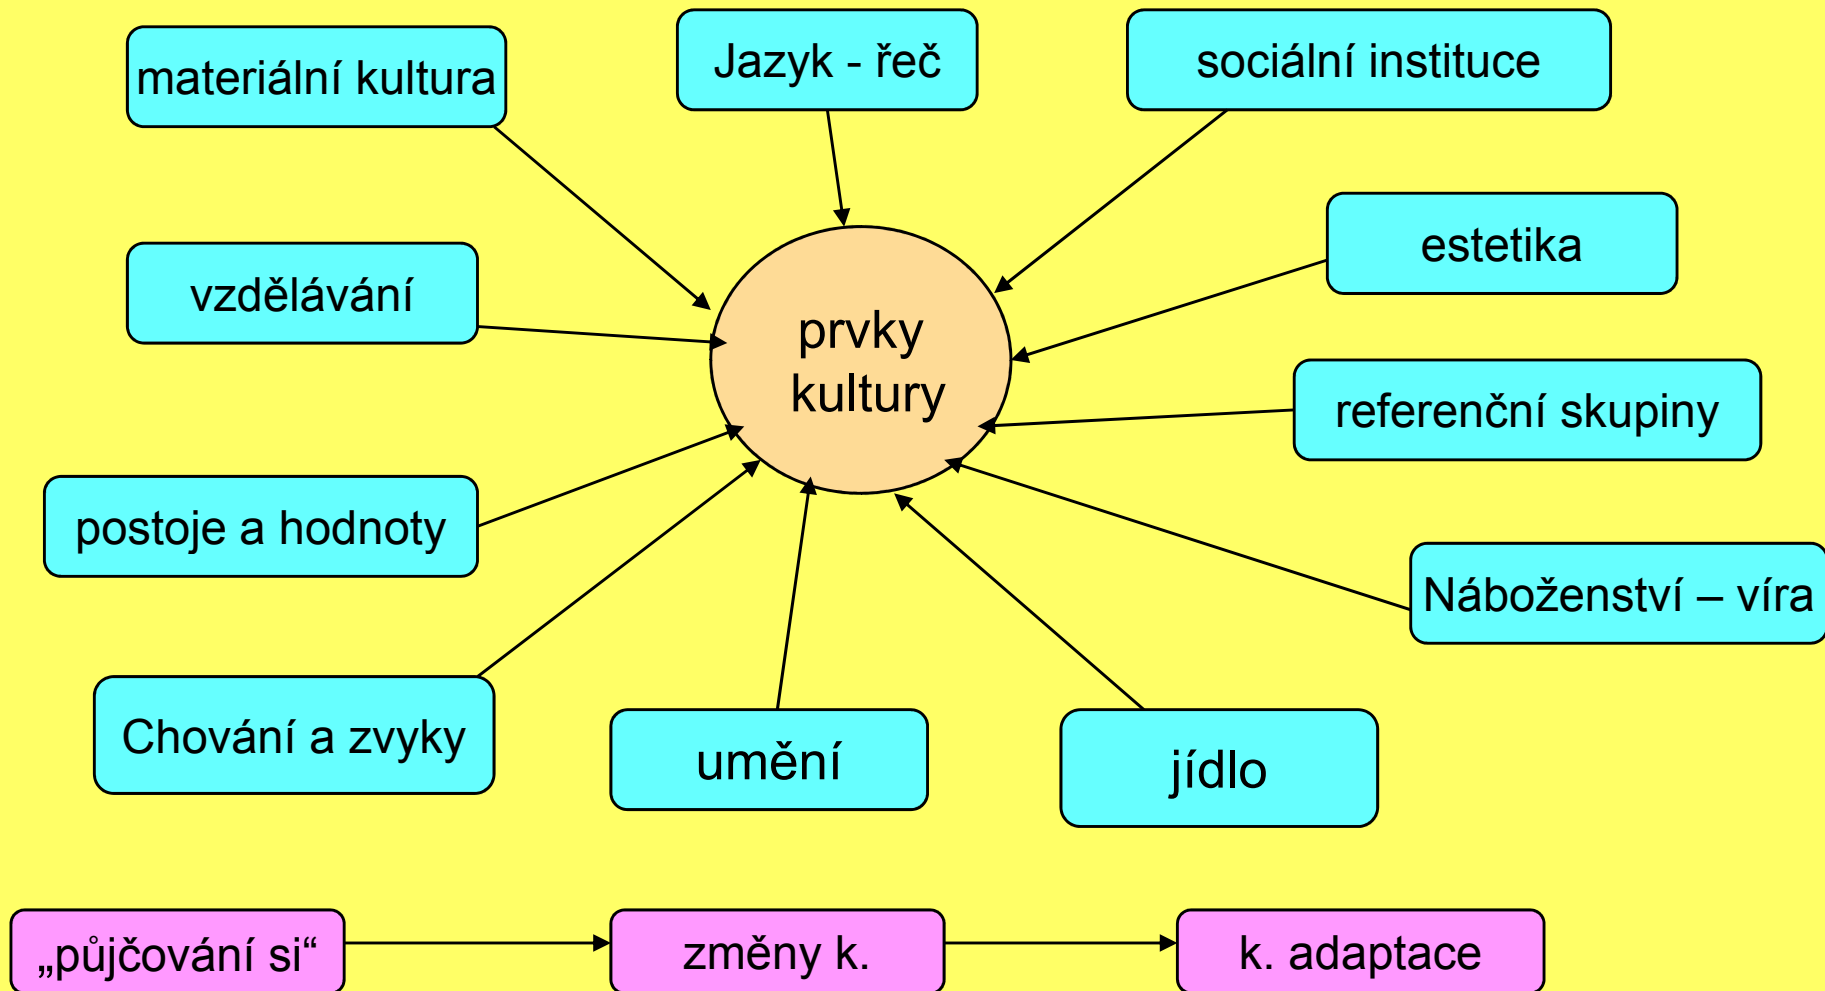 materiální kultura
Jazyk - řeč
sociální instituce
estetika
vzdělávání
prvky
kultury
referenční skupiny
postoje a hodnoty
Náboženství – víra
Chování a zvyky
umění
jídlo
„půjčování si“
změny k.
k. adaptace